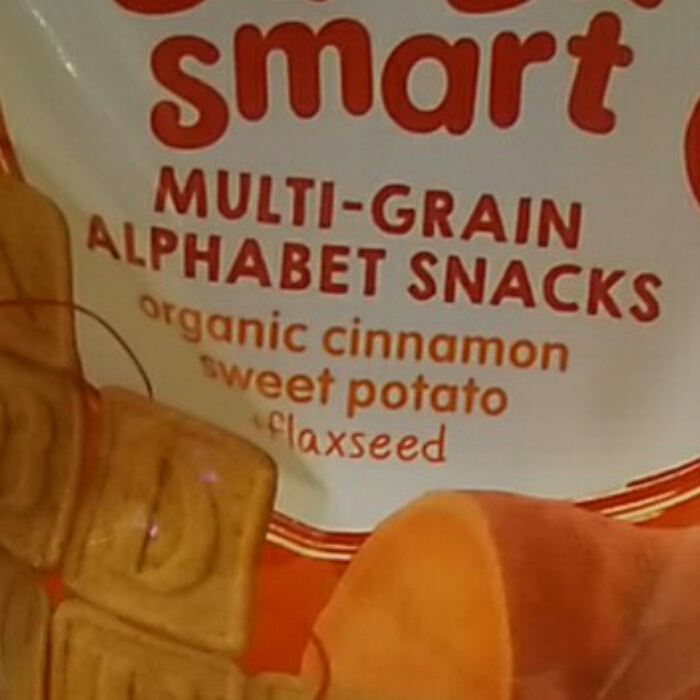 smart
MULTI-GRAIN
ALPHABET SNACKS
organic cinnamon
sweet potato
+flaxseed